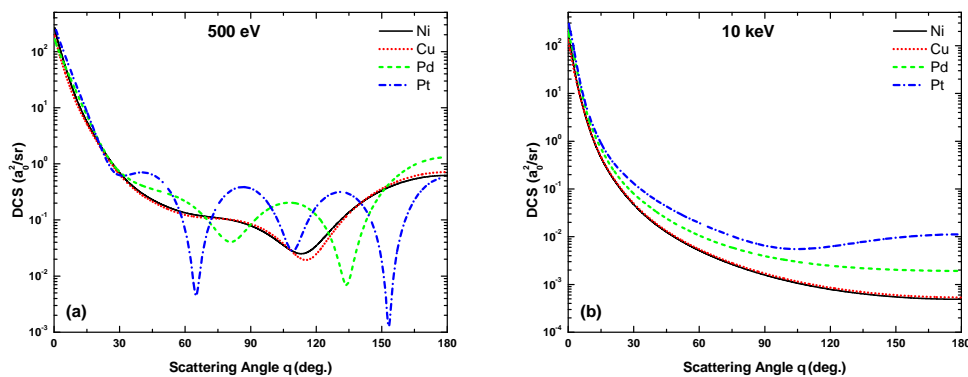 500 eV
Ni
Cu
Pd
Pt
DCS (a₀²/sr)
10²
10¹
10⁰
10⁻¹
10⁻²
10⁻³
(a)
0 30 60 90 120 150 180
Scattering Angle q (deg.)
10 keV
Ni
Cu
Pd
Pt
DCS (a₀²/sr)
10²
10¹
10⁰
10⁻¹
10⁻²
10⁻³
10⁻⁴
(b)
0 30 60 90 120 150 180
Scattering Angle q (deg.)